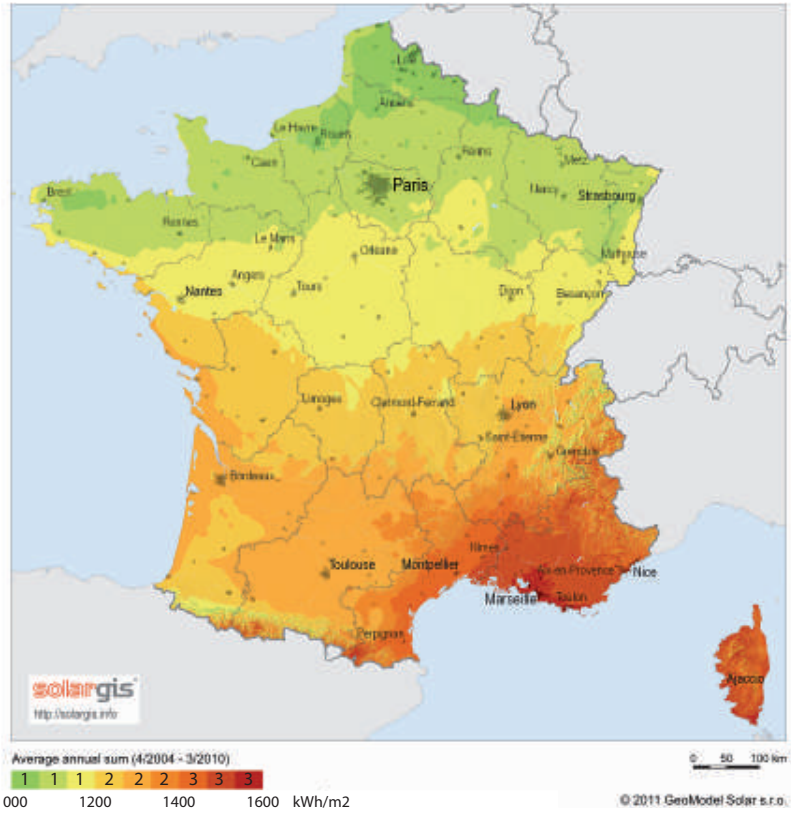 Lille
Amiens
Le Havre
Rouen
Caen
Reims
Metz
Paris
Nancy
Strasbourg
Brest
Rennes
Le Mans
Orléans
Mulhouse
Angers
Nantes
Tours
Dijon
Besançon
Limoges
Clermont-Ferrand
Lyon
Saint-Etienne
Grenoble
Bordeaux
Nîmes
Toulouse
Montpellier
Aix-en-Provence
Nice
Marseille
Toulon
Perpignan
Ajaccio
solargis
http://solargis.info
Average annual sum (4/2004 - 3/2010)
0 50 100 km
1 1 1 2 2 2 3 3 3
000 1200 1400 1600 kWh/m2
© 2011 GeoModel Solar s.r.o.